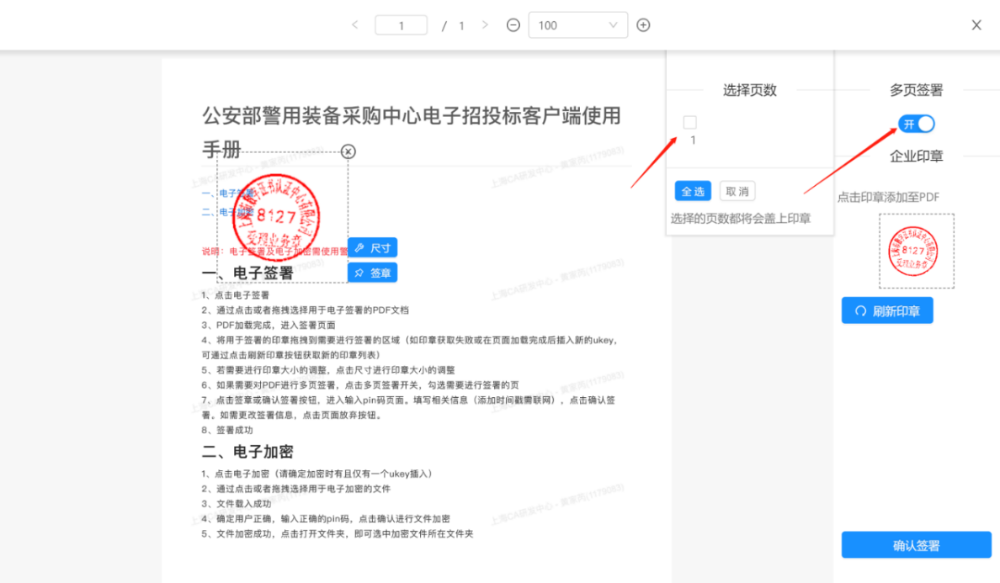 1 / 1 100
选择页数
多页签署
1
开
企业印章
全选 取消
选择的页数都将会盖上印章
点击印章添加至PDF
8127
受理业务章
刷新印章
确认签署
公安部警用装备采购中心电子招投标客户端使用
手册
一、电子签署
二、电子加密
8127
受理业务章
尺寸
签章
说明：电子签署及电子加密需使用警
一、电子签署
1、点击电子签署
2、通过点击或者拖拽选择用于电子签署的PDF文档
3、PDF加载完成，进入签署页面
4、将用于签署的印章拖拽到需要进行签署的区域（如印章获取失败或在页面加载完成后插入新的ukey，
可通过点击刷新印章按钮获取新的印章列表）
5、若需要进行印章大小的调整，点击尺寸进行印章大小的调整
6、如果需要对PDF进行多页签署，点击多页签署开关，勾选需要进行签署的页
7、点击签章或确认签署按钮，进入输入pin码页面。填写相关信息（添加时间戳需联网），点击确认签
署。如需更改签署信息，点击页面放弃按钮。
8、签署成功
二、电子加密
1、点击电子加密（请确定加密时有且仅有一个ukey插入）
2、通过点击或者拖拽选择用于电子加密的文件
3、文件载入成功
4、确定用户正确，输入正确的pin码，点击确认进行文件加密
5、文件加密成功，点击打开文件夹，即可选中加密文件所在文件夹